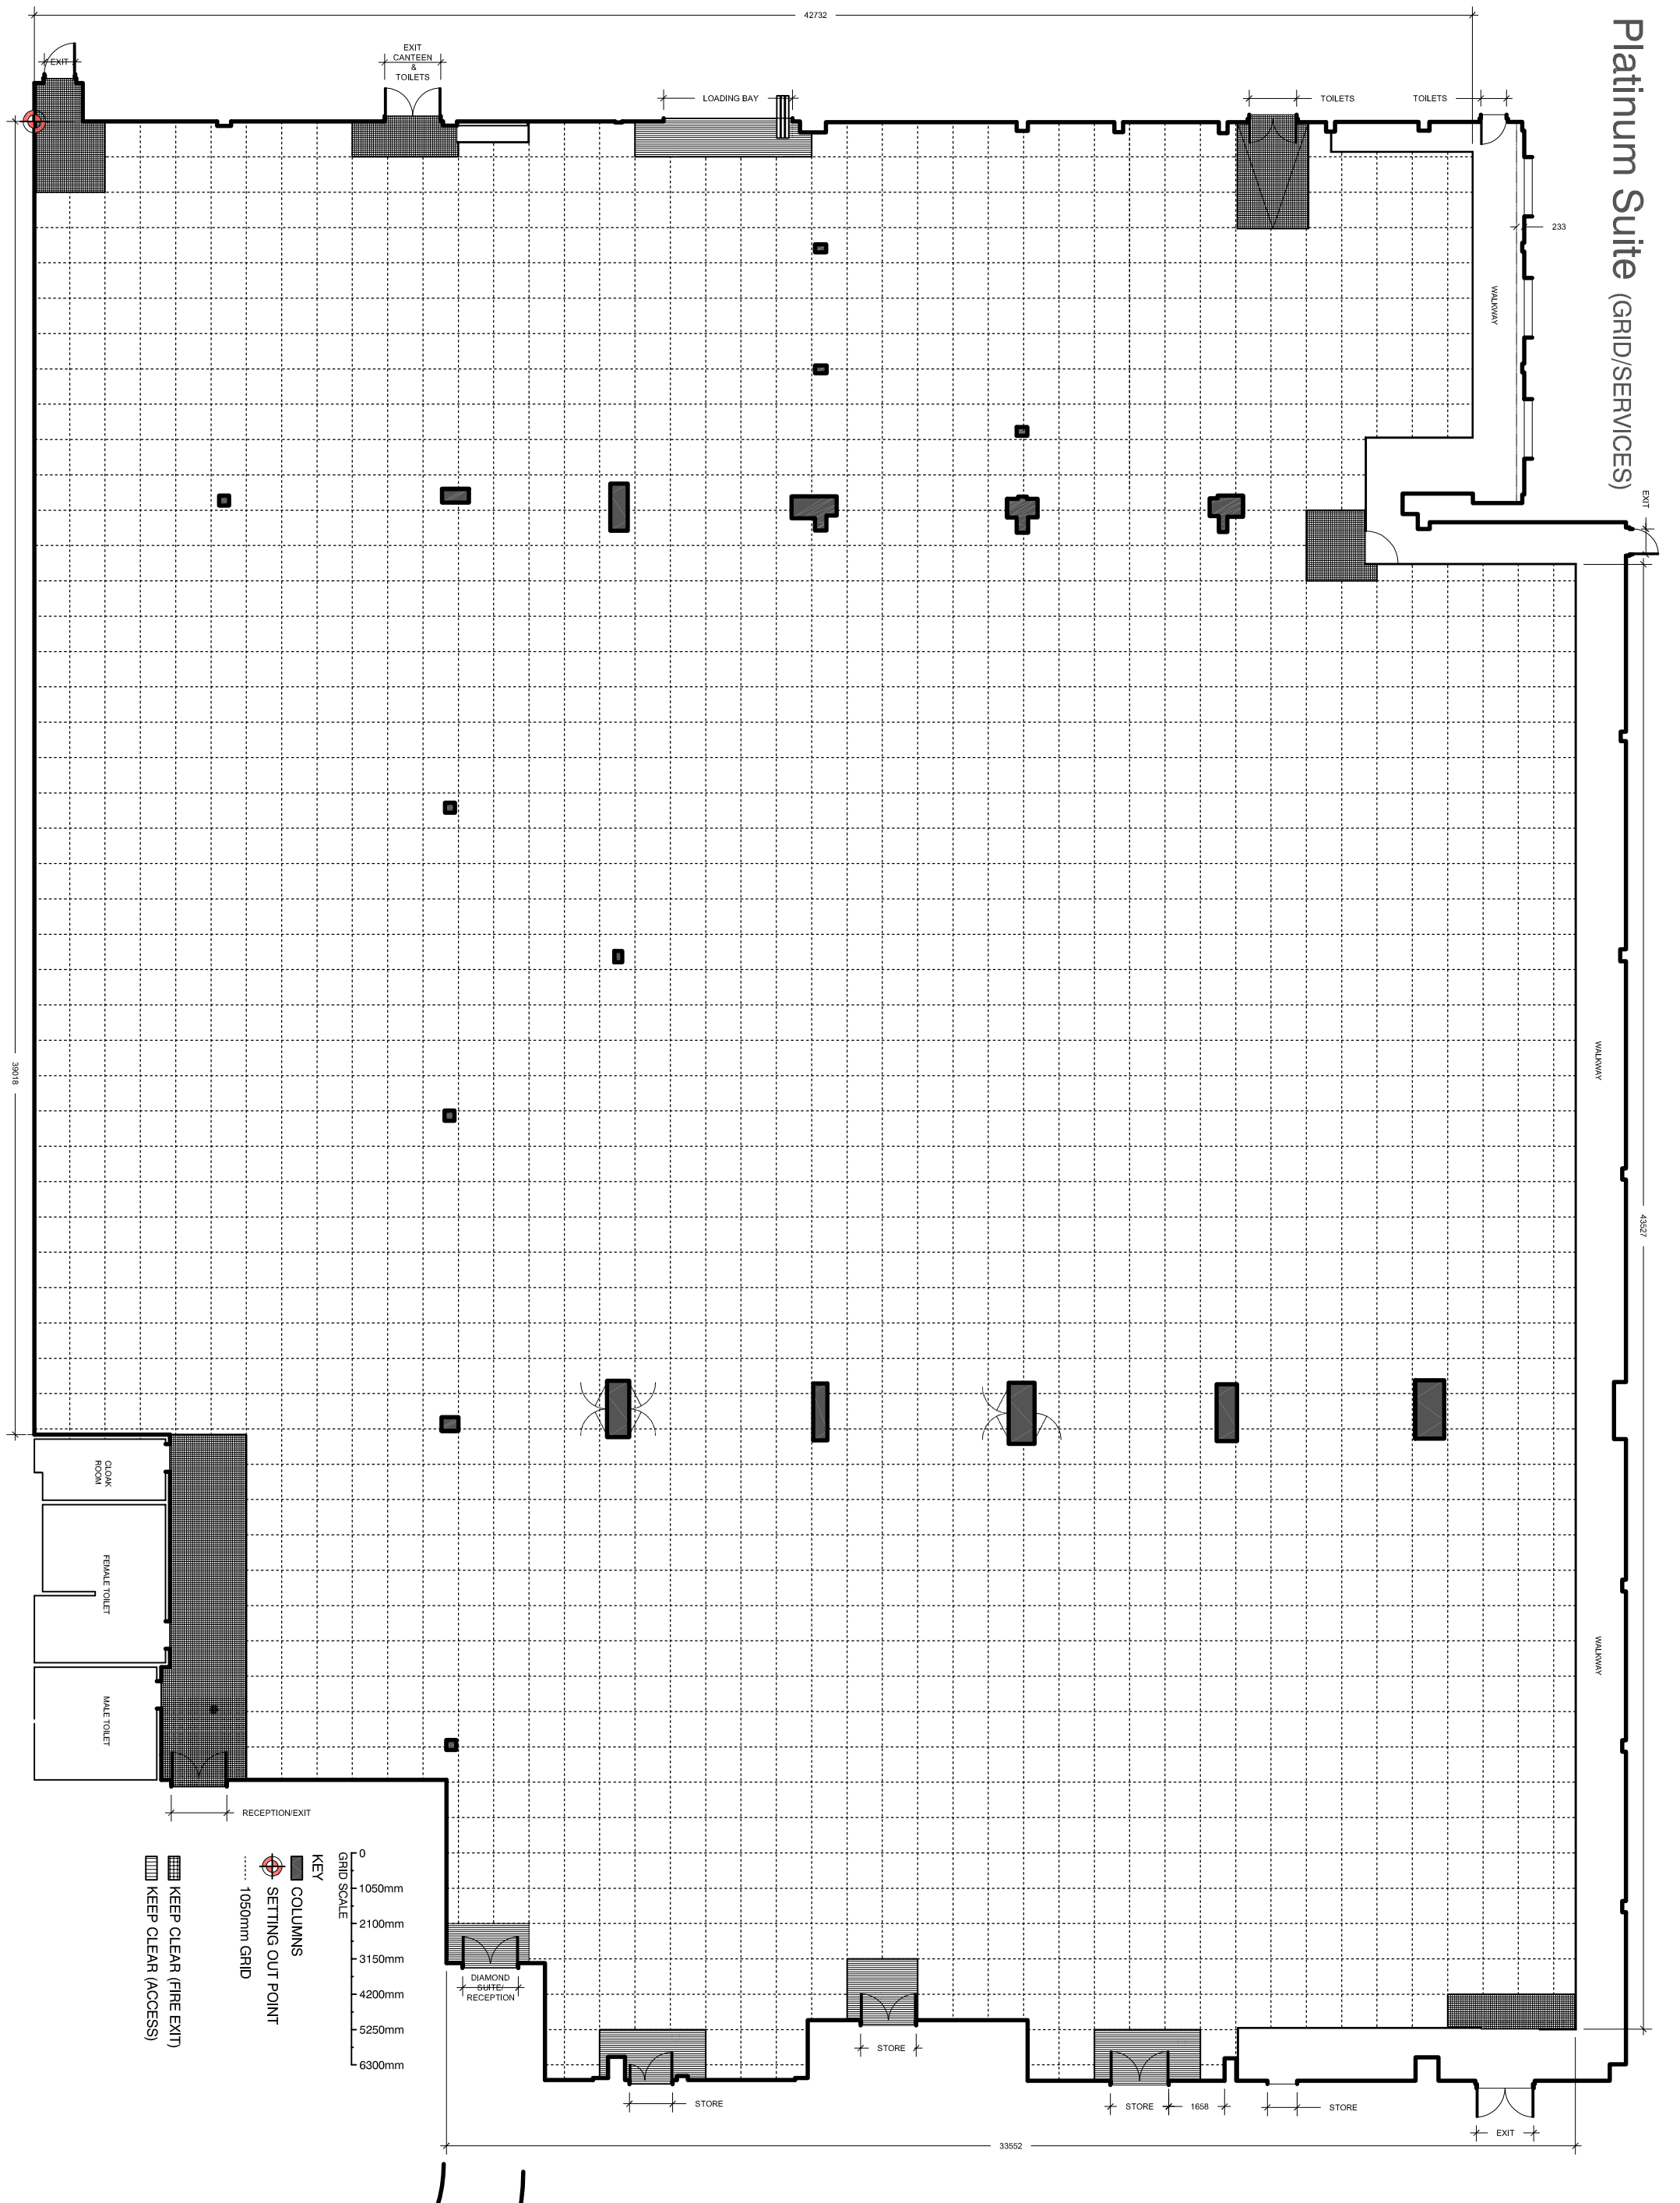 Platinum Suite (GRID/SERVICES)
42732
EXIT
EXIT
CANTEEN
&
TOILETS
LOADING BAY
TOILETS
TOILETS
233
WALKWAY
EXIT
WALKWAY
39018
43527
WALKWAY
CLOAK
ROOM
FEMALE TOILET
MALE TOILET
RECEPTION/EXIT
KEY
COLUMNS
SETTING OUT POINT
1050mm GRID
KEEP CLEAR (FIRE EXIT)
KEEP CLEAR (ACCESS)
GRID SCALE
0
1050mm
2100mm
3150mm
4200mm
5250mm
6300mm
DIAMOND
SUITE/
RECEPTION
STORE
STORE
STORE
1658
STORE
EXIT
33552